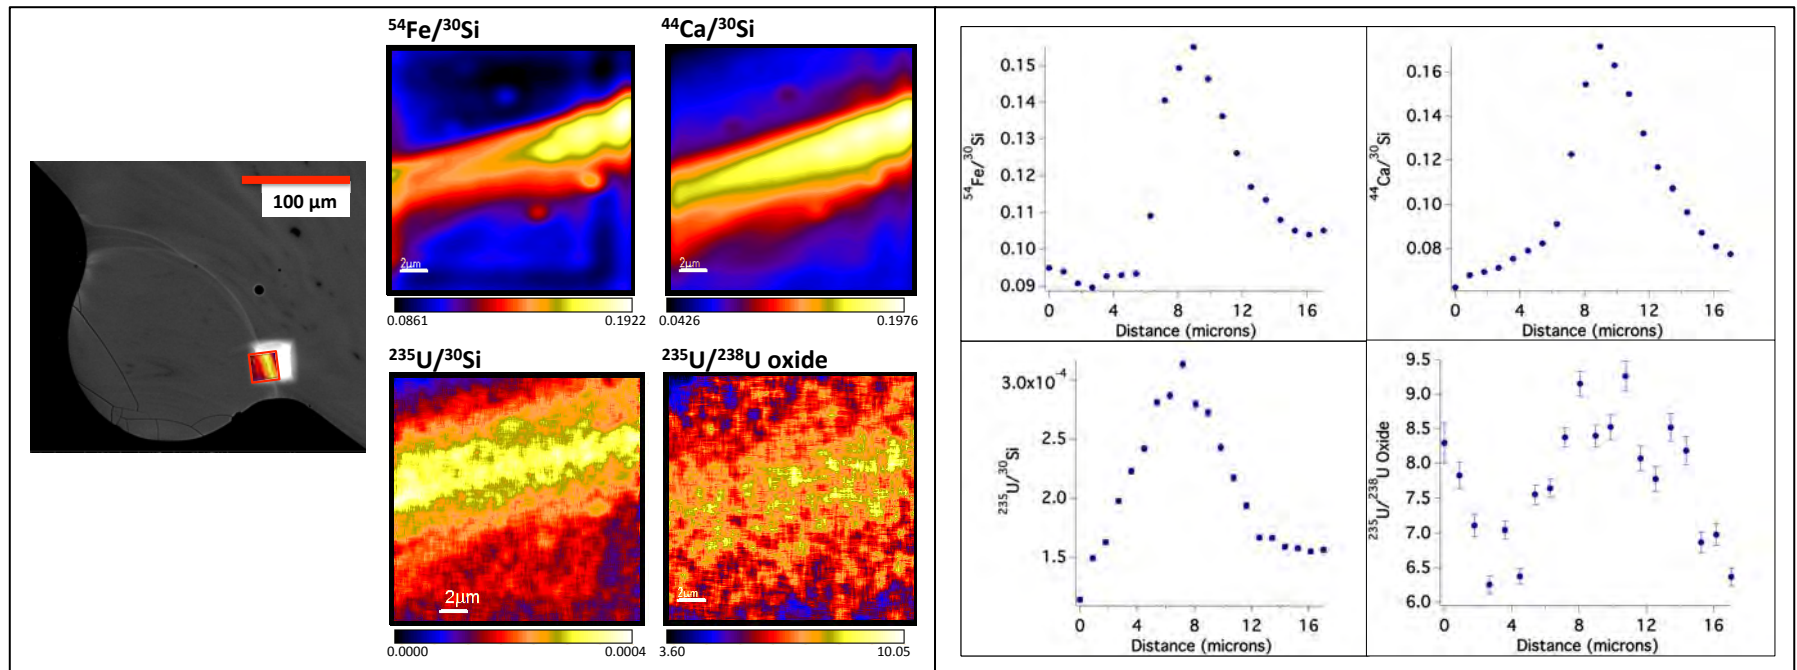 ⁵⁴Fe/³⁰Si
⁴⁴Ca/³⁰Si
100 µm
2µm
2µm
0.0861
0.1922
0.0426
0.1976
²³⁵U/³⁰Si
²³⁵U/²³⁸U oxide
2µm
2µm
0.0000
0.0004
3.60
10.05
⁵⁴Fe/³⁰Si
0.15
0.14
0.13
0.12
0.11
0.10
0.09
0
4
8
12
16
Distance (microns)
⁴⁴Ca/³⁰Si
0.16
0.14
0.12
0.10
0.08
0
4
8
12
16
Distance (microns)
²³⁵U/³⁰Si
3.0x10⁻⁴
2.5
2.0
1.5
0
4
8
12
16
Distance (microns)
²³⁵U/²³⁸U Oxide
9.5
9.0
8.5
8.0
7.5
7.0
6.5
6.0
0
4
8
12
16
Distance (microns)